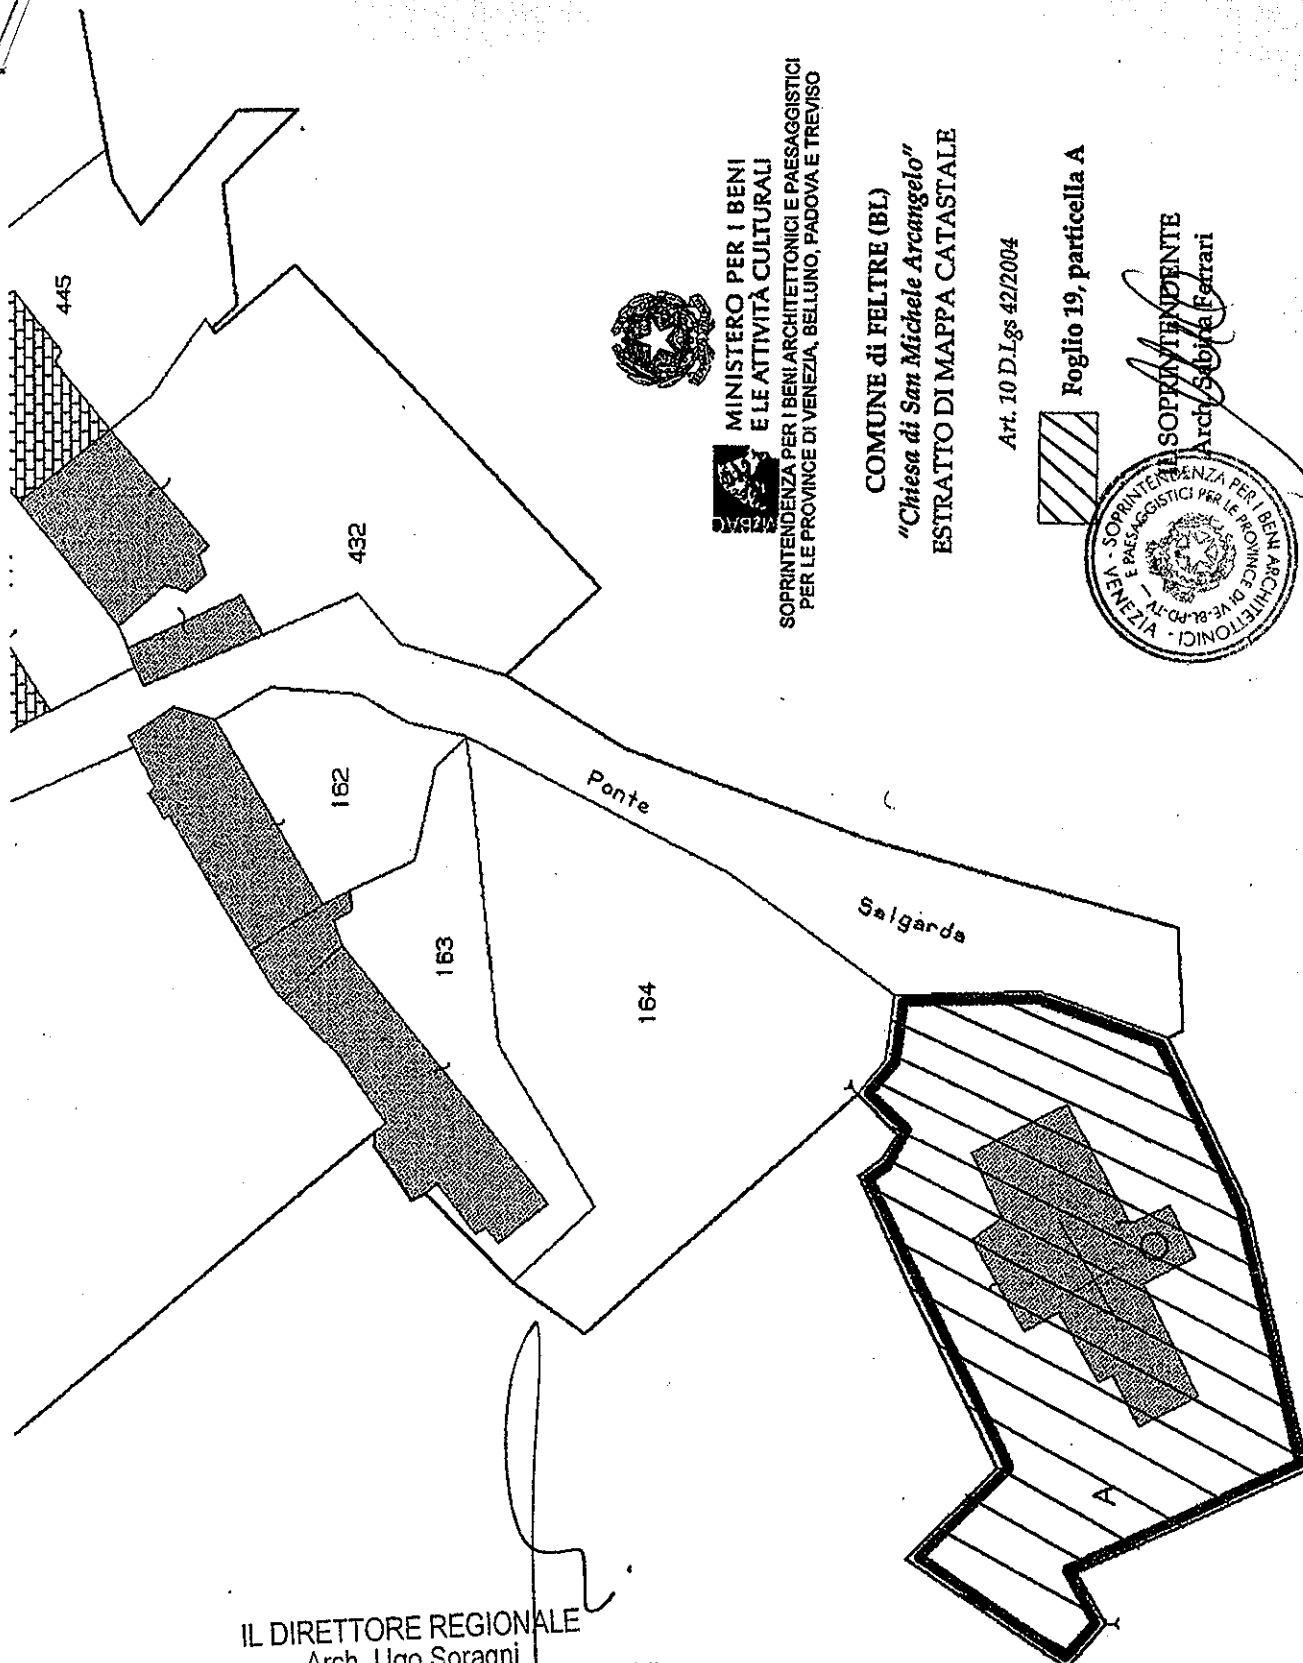 MINISTERO PER I BENI
E LE ATTIVITÀ CULTURALI
MiBAC
SOPRINTENDENZA PER I BENI ARCHITETTONICI E PAESAGGISTICI
PER LE PROVINCE DI VENEZIA, BELLUNO, PADOVA E TREVISO
COMUNE di FELTRE (BL)
"Chiesa di San Michele Arcangelo"
ESTRATTO DI MAPPA CATASTALE
Art. 10 D.Lgs 42/2004
Foglio 19, particella A
IL SOPRINTENDENTE
Arch. Sabina Ferrari
VENEZIA - SOPRINTENDENZA PER I BENI ARCHITETTONICI -
E PAESAGGISTICI PER LE PROVINCE DI VE-BL-PD-TV
445
432
162
163
164
Ponte
Salgarda
A
IL DIRETTORE REGIONALE
Arch. Ugo Soragni